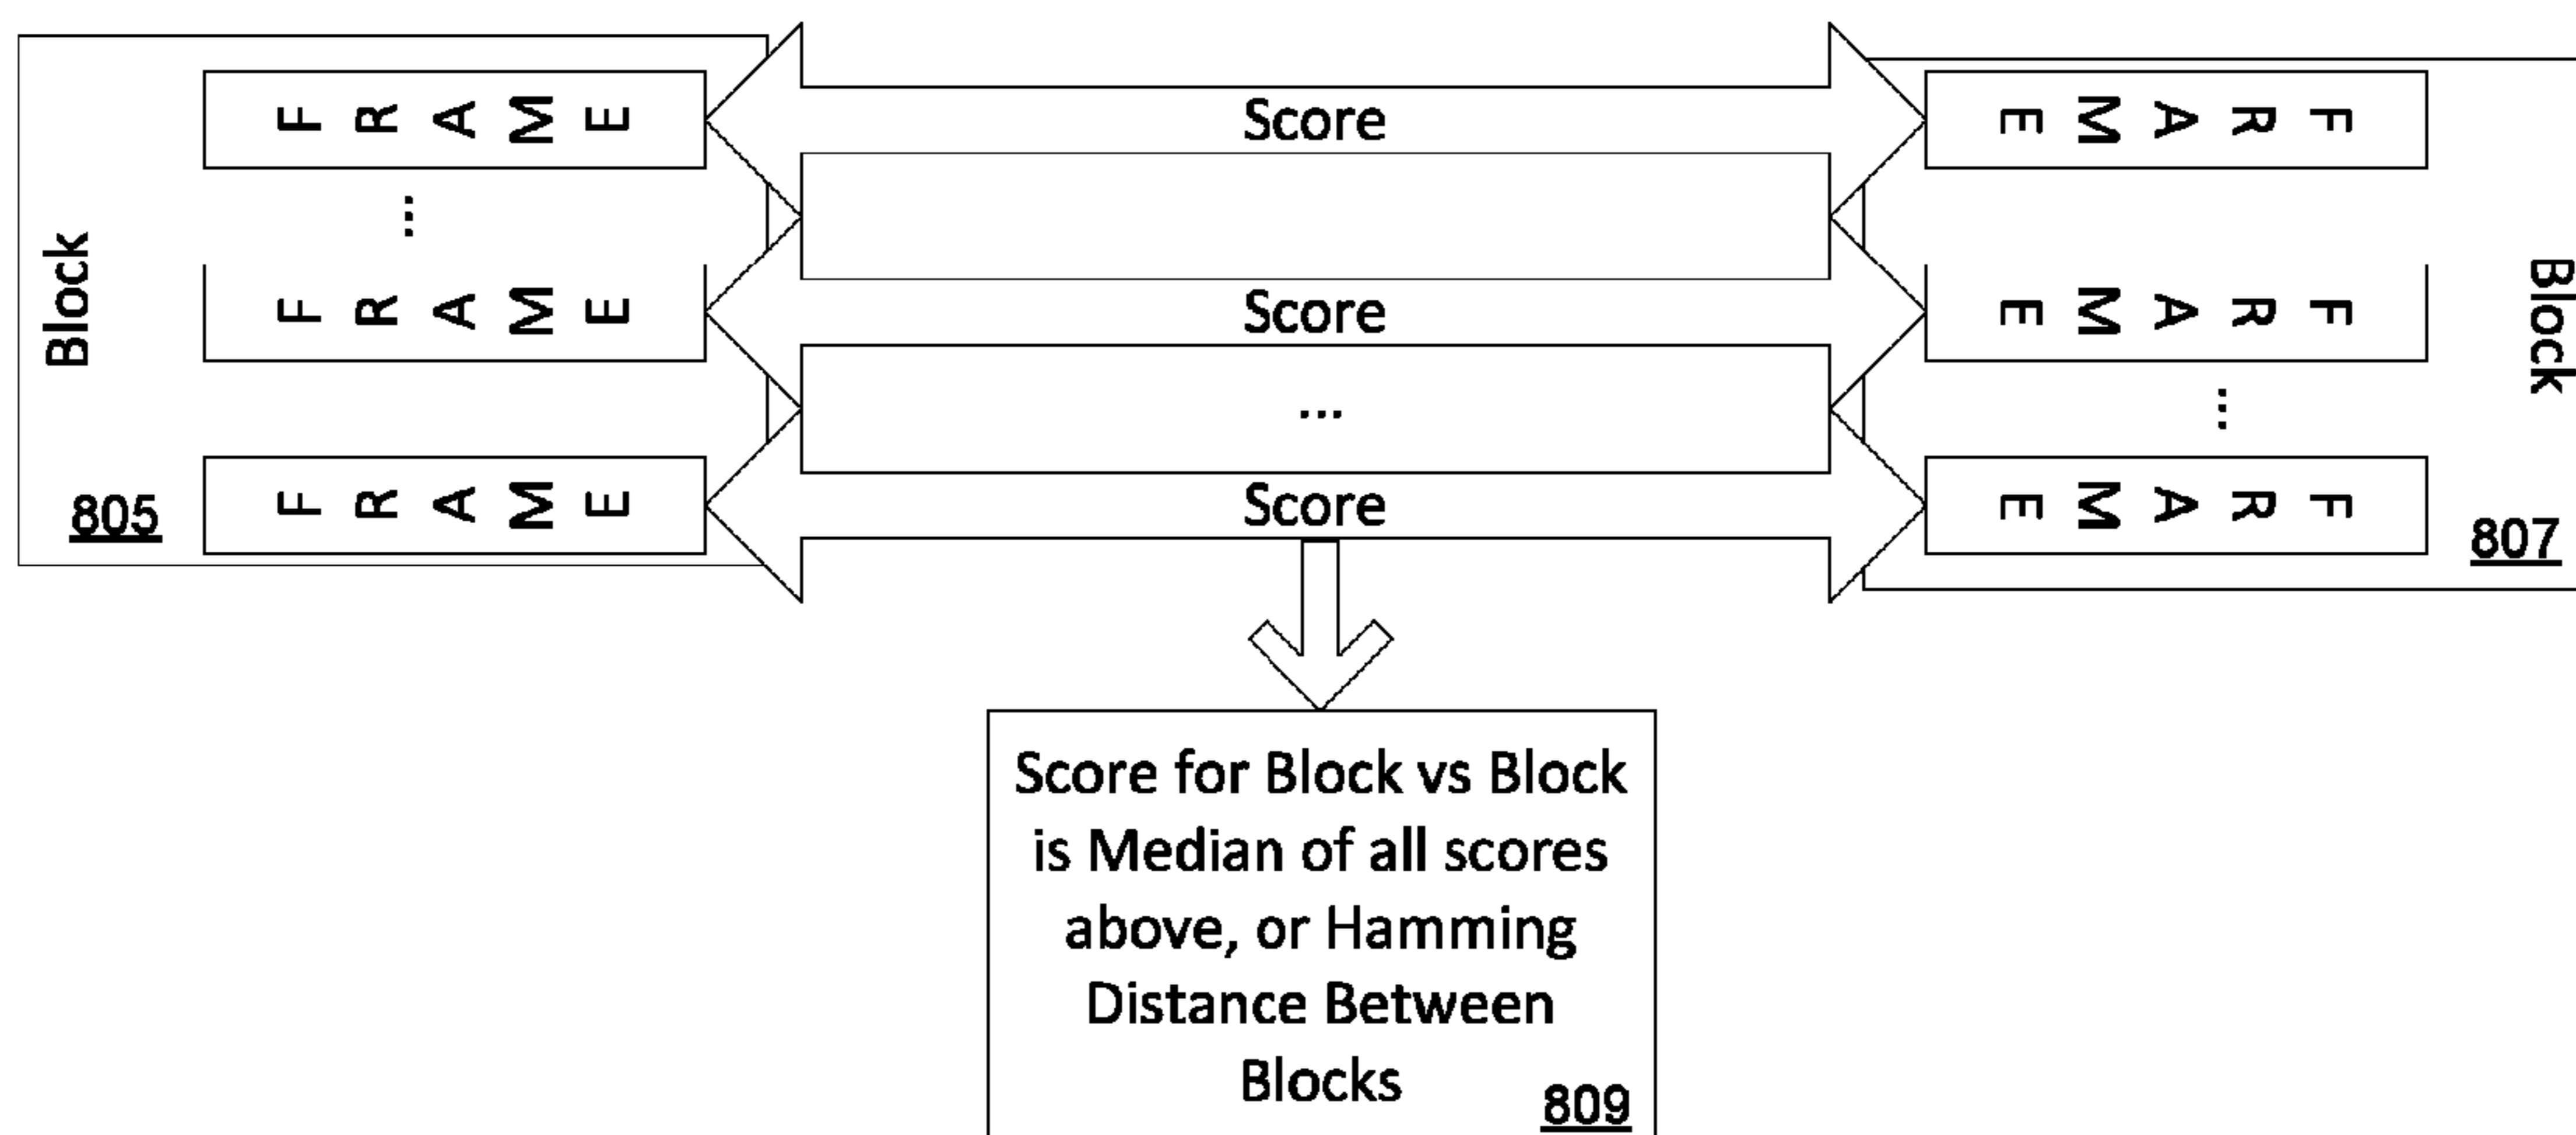 Block
FRAME
Score
FRAME
...
FRAME
Score
FRAME
Block
...
...
FRAME
Score
FRAME
805
807
Score for Block vs Block
is Median of all scores
above, or Hamming
Distance Between
Blocks
809